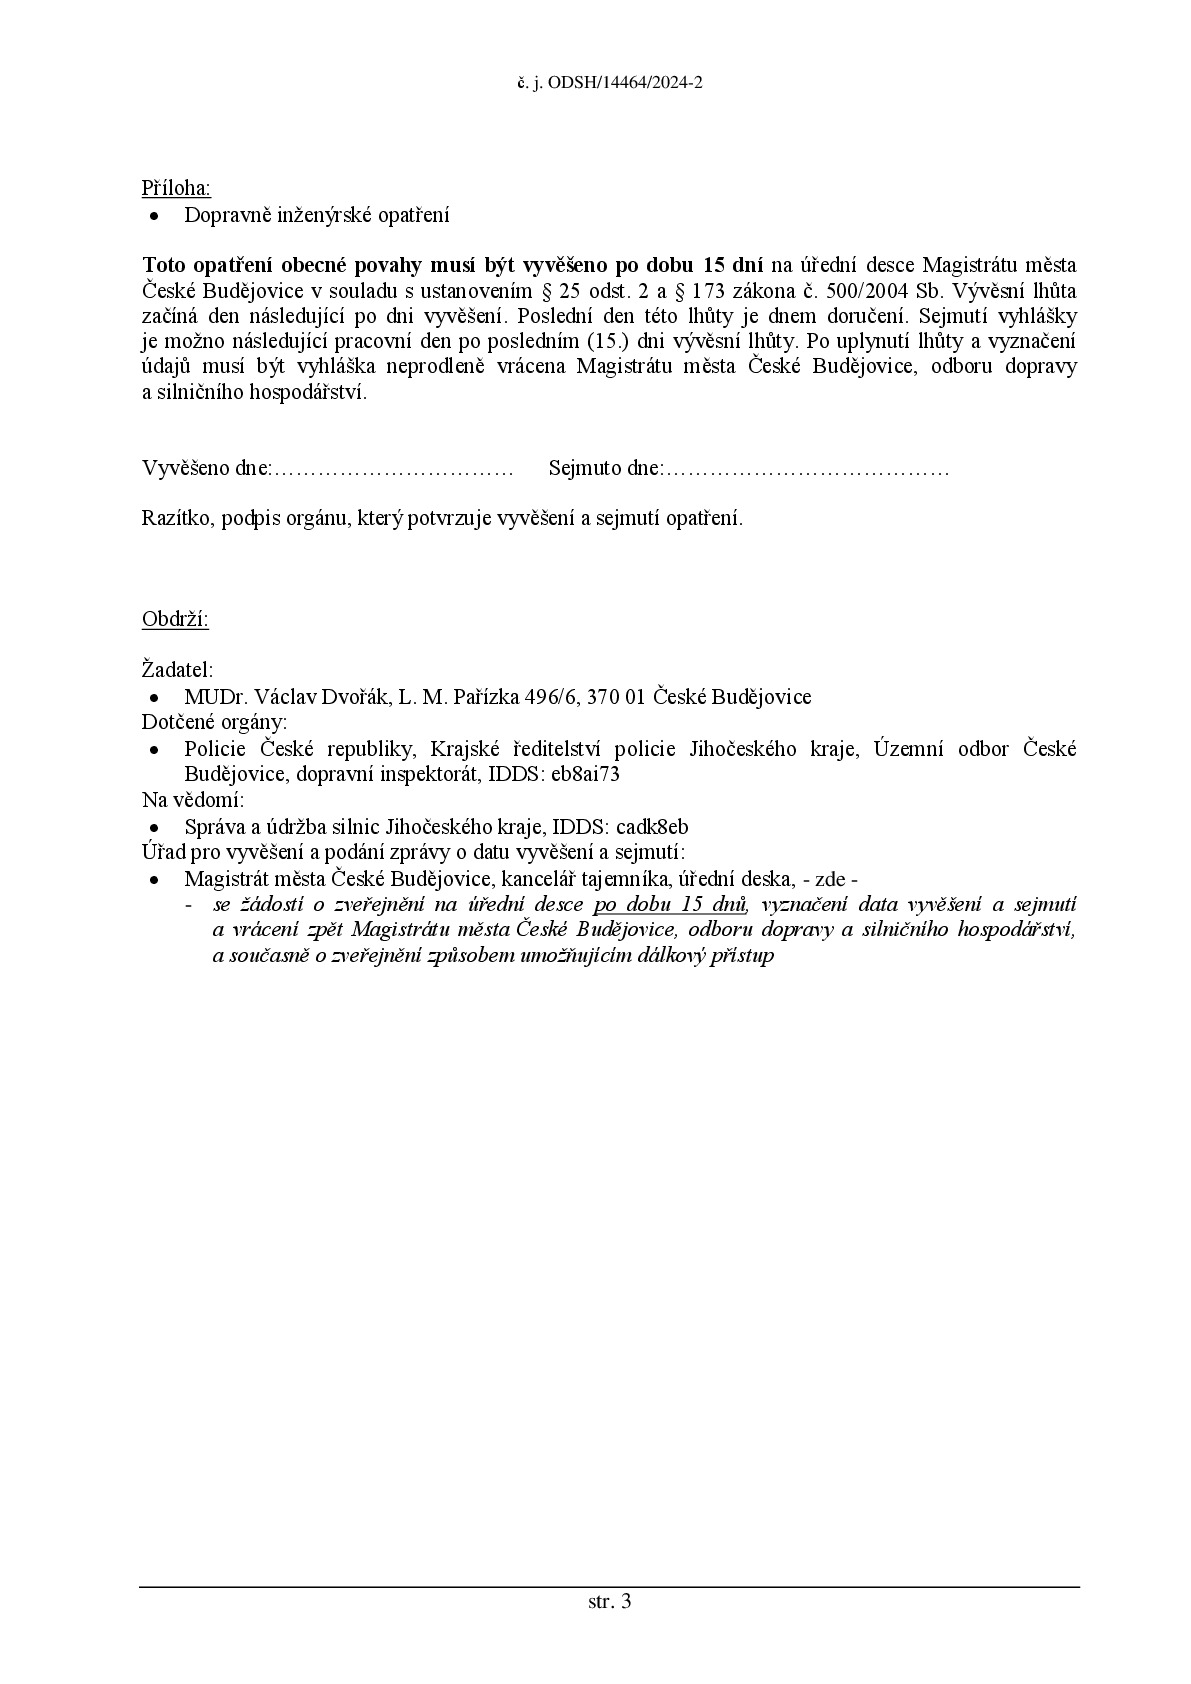 č. j. ODSH/14464/2024-2
Příloha:
• Dopravně inženýrské opatření
Toto opatření obecné povahy musí být vyvěšeno po dobu 15 dní na úřední desce Magistrátu města
České Budějovice v souladu s ustanovením § 25 odst. 2 a § 173 zákona č. 500/2004 Sb. Vývěsní lhůta
začíná den následující po dni vyvěšení. Poslední den této lhůty je dnem doručení. Sejmutí vyhlášky
je možno následující pracovní den po posledním (15.) dni vývěsní lhůty. Po uplynutí lhůty a vyznačení
údajů musí být vyhláška neprodleně vrácena Magistrátu města České Budějovice, odboru dopravy
a silničního hospodářství.
Vyvěšeno dne:…………………………… Sejmuto dne:…………………………………
Razítko, podpis orgánu, který potvrzuje vyvěšení a sejmutí opatření.
Obdrží:
Žadatel:
• MUDr. Václav Dvořák, L. M. Pařízka 496/6, 370 01 České Budějovice
Dotčené orgány:
• Policie České republiky, Krajské ředitelství policie Jihočeského kraje, Územní odbor České
Budějovice, dopravní inspektorát, IDDS: eb8ai73
Na vědomí:
• Správa a údržba silnic Jihočeského kraje, IDDS: cadk8eb
Úřad pro vyvěšení a podání zprávy o datu vyvěšení a sejmutí:
• Magistrát města České Budějovice, kancelář tajemníka, úřední deska, - zde -
- se žádostí o zveřejnění na úřední desce po dobu 15 dnů, vyznačení data vyvěšení a sejmutí
a vrácení zpět Magistrátu města České Budějovice, odboru dopravy a silničního hospodářství,
a současně o zveřejnění způsobem umožňujícím dálkový přístup
str. 3